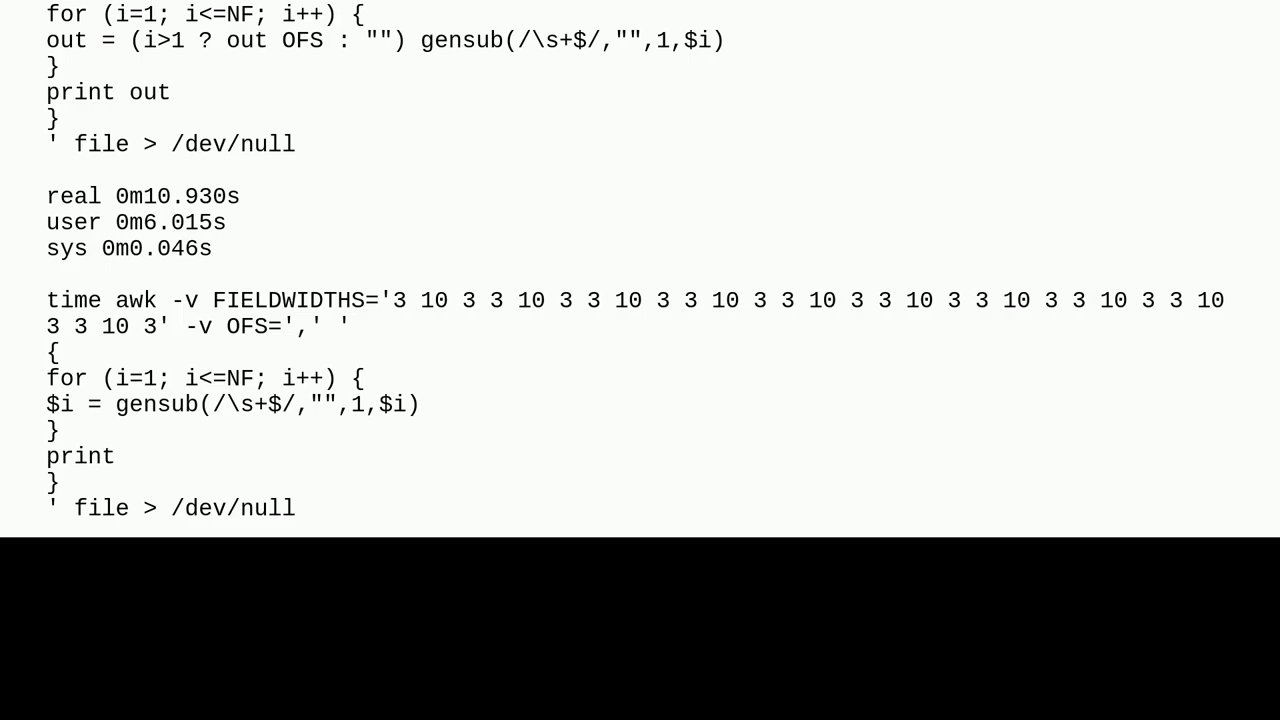 for (i=1; i<=NF; i++) {
out = (i>1 ? out OFS : "") gensub(/\s+$/,"",1,$i)
}
print out
}
' file > /dev/null
real 0m10.930s
user 0m6.015s
sys 0m0.046s
time awk -v FIELDWIDTHS='3 10 3 3 10 3 3 10 3 3 10 3 3 10 3 3 10 3 3 10 3 3 10 3 3 10
3 3 10 3' -v OFS=',' '
{
for (i=1; i<=NF; i++) {
$i = gensub(/\s+$/,"",1,$i)
}
print
}
' file > /dev/null